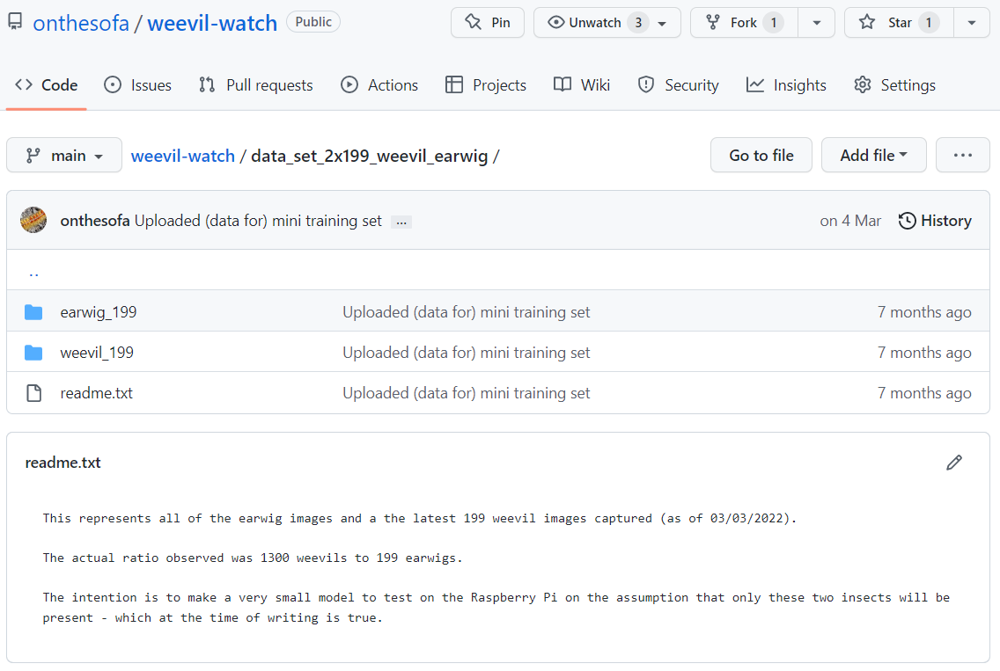 onthesofa / weevil-watch Public Pin Unwatch 3 Fork 1 Star 1
Code Issues Pull requests Actions Projects Wiki Security Insights Settings
main weevil-watch / data_set_2x199_weevil_earwig / Go to file Add file ...
onthesofa Uploaded (data for) mini training set ... on 4 Mar History
..
earwig_199 Uploaded (data for) mini training set 7 months ago
weevil_199 Uploaded (data for) mini training set 7 months ago
readme.txt Uploaded (data for) mini training set 7 months ago
readme.txt
This represents all of the earwig images and a the latest 199 weevil images captured (as of 03/03/2022).
The actual ratio observed was 1300 weevils to 199 earwigs.
The intention is to make a very small model to test on the Raspberry Pi on the assumption that only these two insects will be
present - which at the time of writing is true.